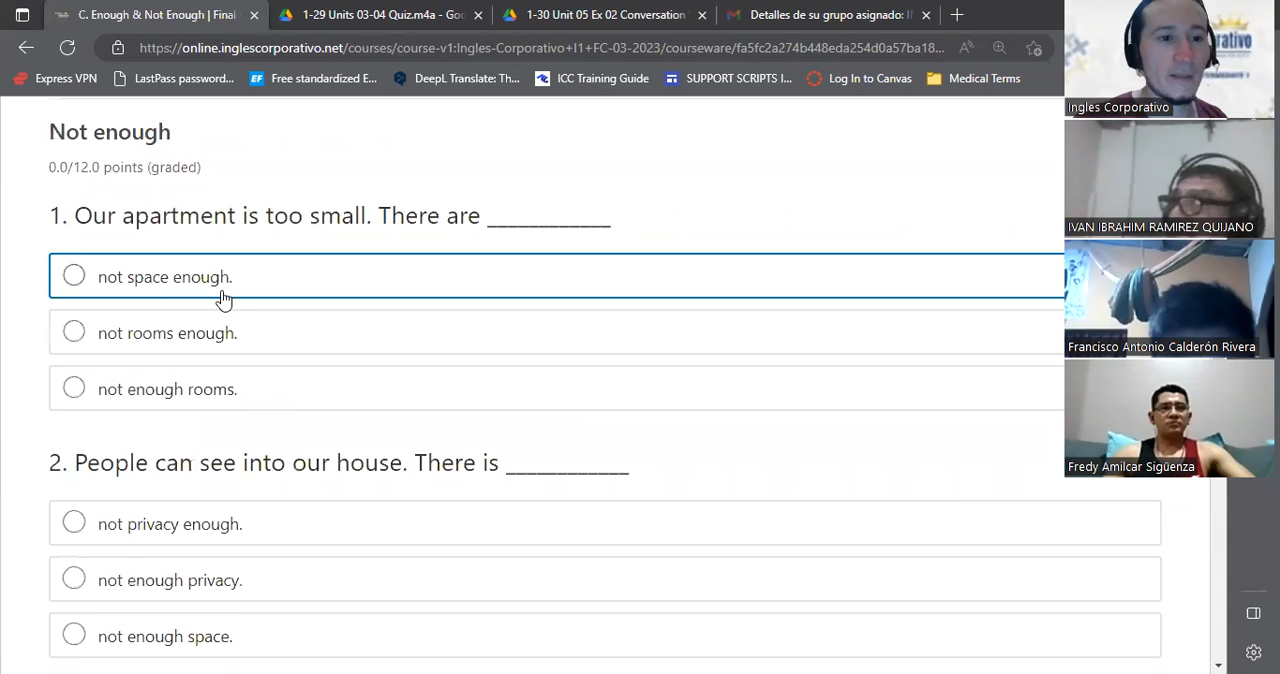 C. Enough & Not Enough | Final
1-29 Units 03-04 Quiz.m4a - Goo
1-30 Unit 05 Ex 02 Conversation
Detalles de su grupo asignado: I
https://online.inglescorporativo.net/courses/course-v1:Ingles-Corporativo+I1+FC-03-2023/courseware/fa5fc2a274b448eda254d0a57ba18...
Express VPN
LastPass password...
EF Free standardized E...
DeepL Translate: Th...
ICC Training Guide
SUPPORT SCRIPTS I...
Log In to Canvas
Medical Terms
Not enough
0.0/12.0 points (graded)
1. Our apartment is too small. There are ____________
not space enough.
not rooms enough.
not enough rooms.
2. People can see into our house. There is ____________
not privacy enough.
not enough privacy.
not enough space.
Ingles Corporativo
IVAN IBRAHIM RAMIREZ QUIJANO
Francisco Antonio Calderón Rivera
Fredy Amilcar Sigüenza